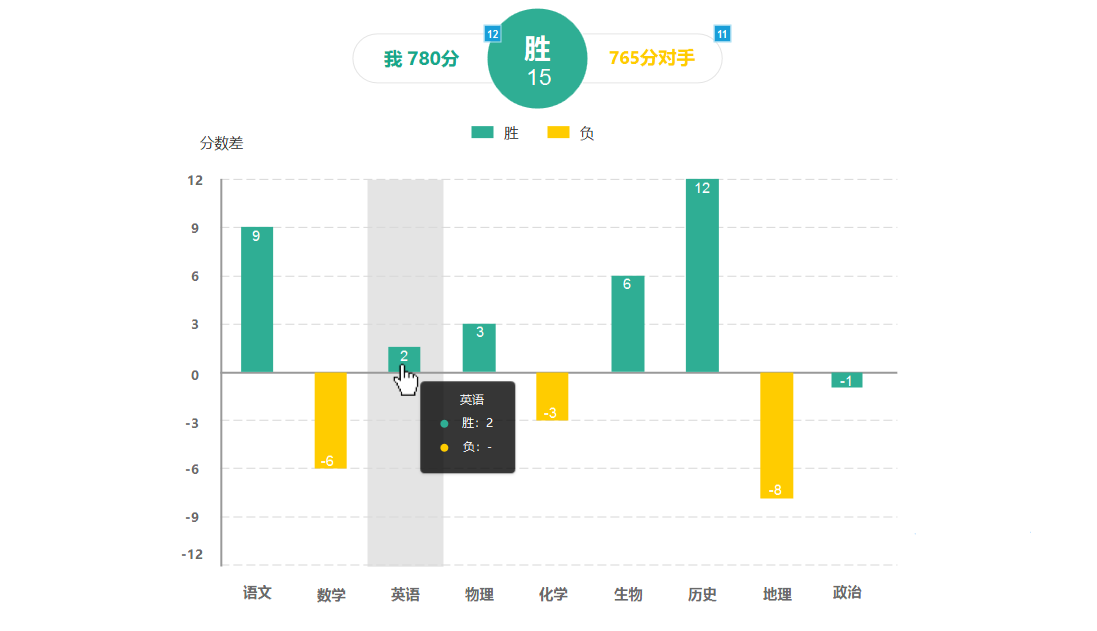 12
11
我 780分
胜
15
765分对手
胜
负
分数差
12
9
6
3
0
-3
-6
-9
-12
9
-6
2
3
-3
6
12
-8
-1
英语
胜：2
负：-
语文
数学
英语
物理
化学
生物
历史
地理
政治